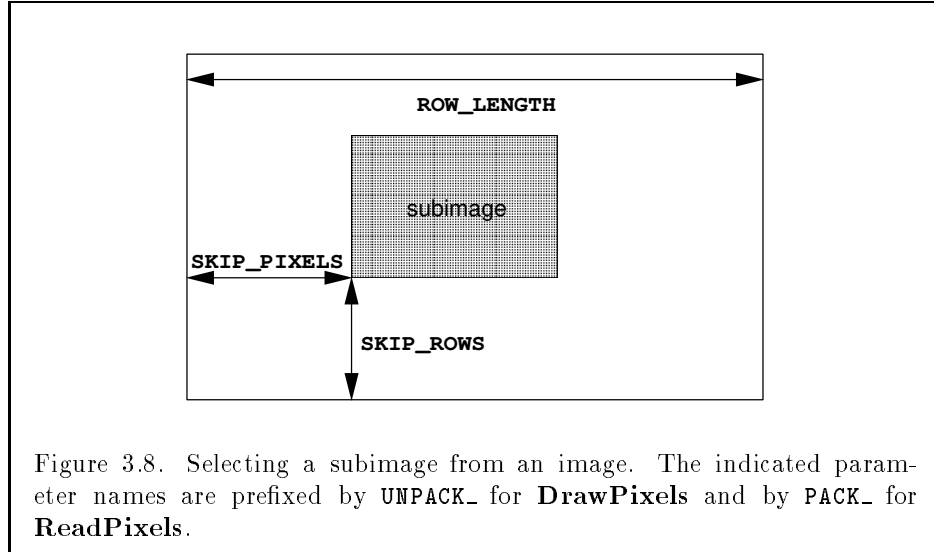 ROW_LENGTH
subimage
SKIP_PIXELS
SKIP_ROWS
Figure 3.8. Selecting a subimage from an image. The indicated param-
eter names are prefixed by UNPACK_ for DrawPixels and by PACK_ for
ReadPixels.